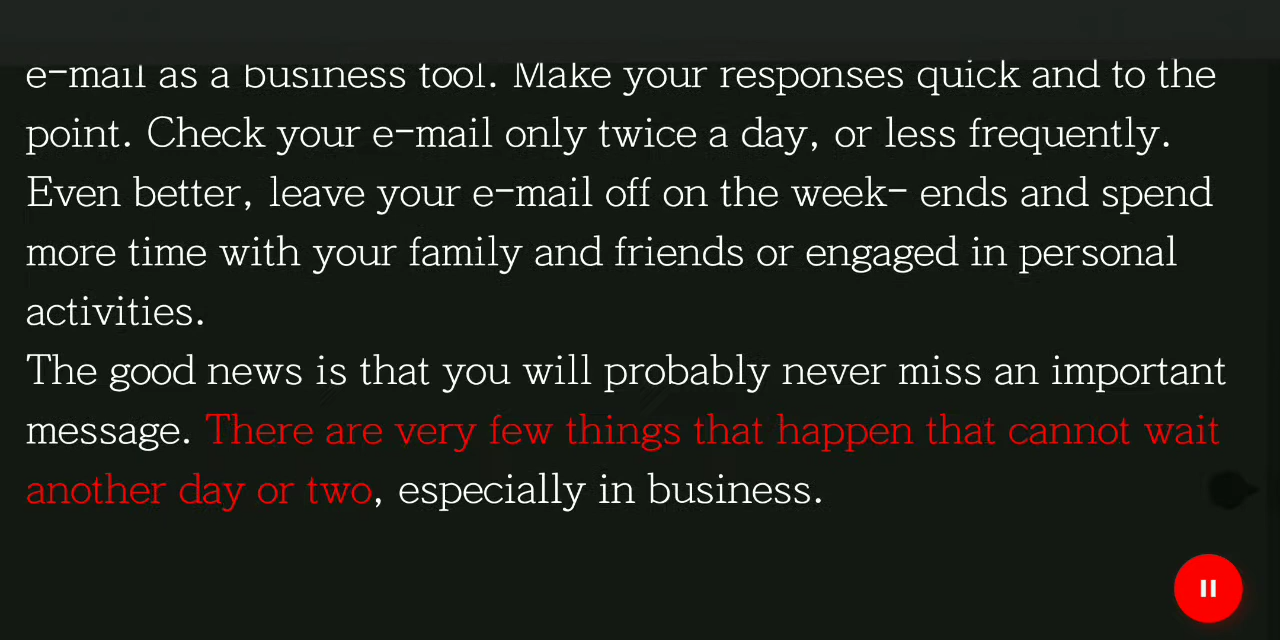 e-mail as a business tool. Make your responses quick and to the
point. Check your e-mail only twice a day, or less frequently.
Even better, leave your e-mail off on the week- ends and spend
more time with your family and friends or engaged in personal
activities.
The good news is that you will probably never miss an important
message. There are very few things that happen that cannot wait
another day or two, especially in business.